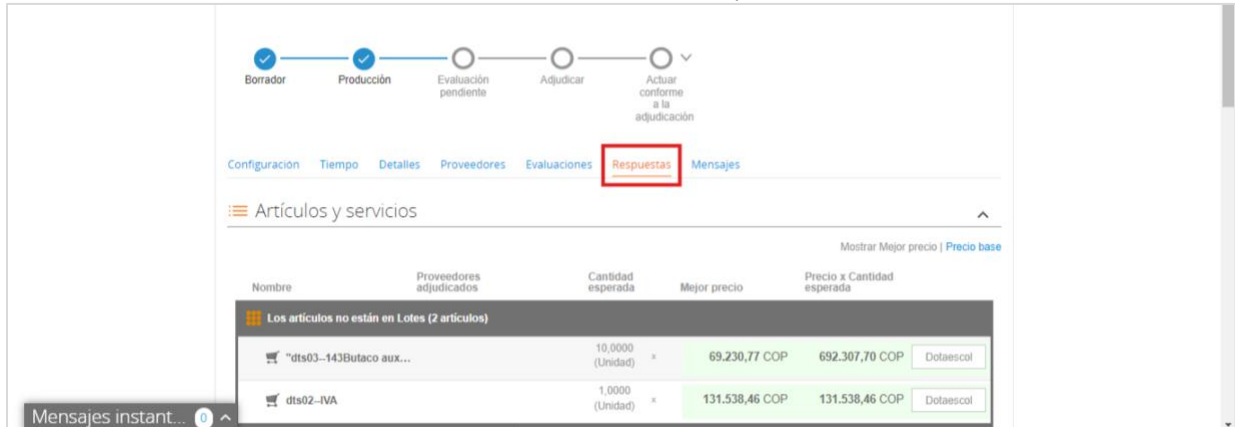 Borrador Producción Evaluación pendiente Adjudicar Actuar conforme a la adjudicación
Configuración Tiempo Detalles Proveedores Evaluaciones Respuestas Mensajes
Artículos y servicios
Mostrar Mejor precio | Precio base
Nombre Proveedores adjudicados Cantidad esperada Mejor precio Precio x Cantidad esperada
Los artículos no están en Lotes (2 artículos)
"dts03--143Butaco aux... 10,0000 (Unidad) x 69.230,77 COP 692.307,70 COP Dotaescol
dts02--IVA 1,0000 (Unidad) x 131.538,46 COP 131.538,46 COP Dotaescol
Mensajes instant... 0